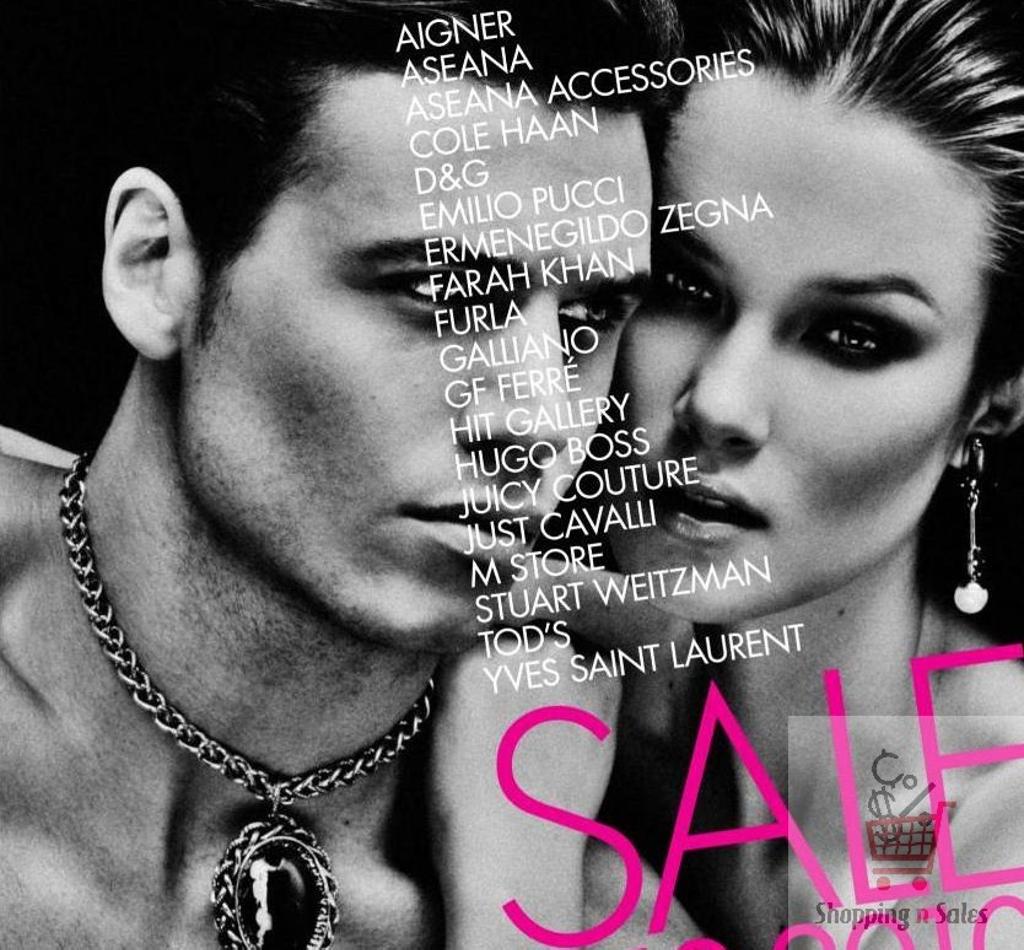 AIGNER
ASEANA
ASEANA ACCESSORIES
COLE HAAN
D&G
EMILIO PUCCI
ERMENEGILDO ZEGNA
FARAH KHAN
FURLA
GALLIANO
GF FERRÉ
HIT GALLERY
HUGO BOSS
JUICY COUTURE
JUST CAVALLI
M STORE
STUART WEITZMAN
TOD'S
YVES SAINT LAURENT
SALE
Shopping n Sales